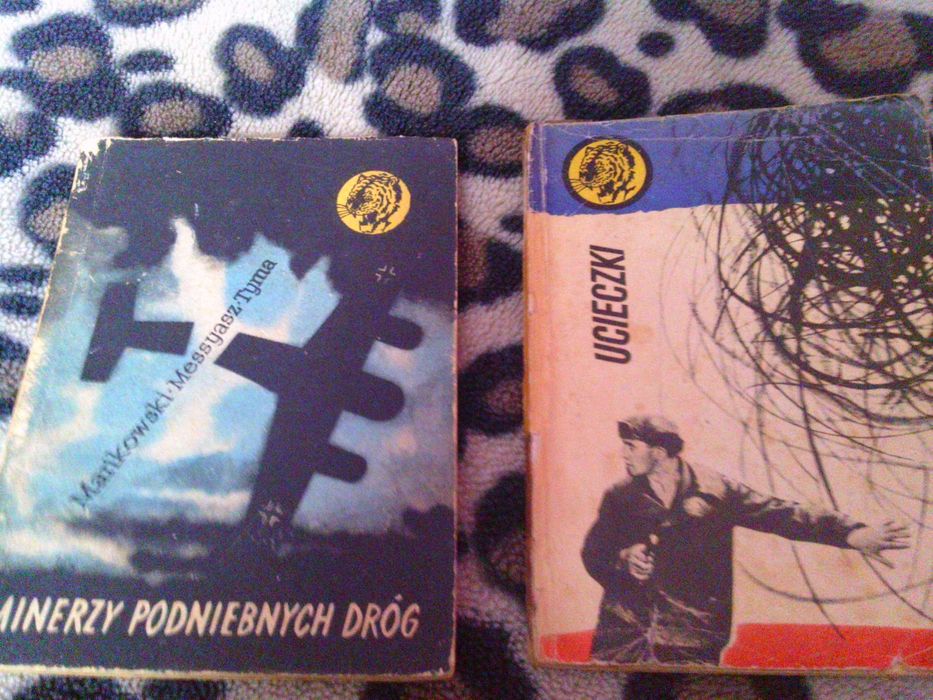 Mańkowski·Messyasz·Tyma
MINERZY PODNIEBNYCH DRÓG
UCIECZKI